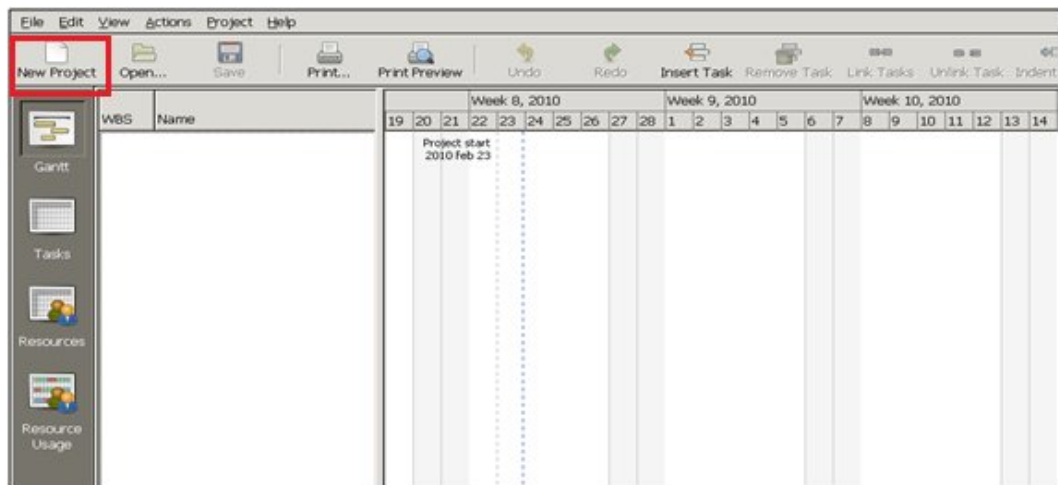 File Edit View Actions Project Help
New Project Open... Save Print... Print Preview Undo Redo Insert Task Remove Task Link Tasks Unlink Task Indent
Week 8, 2010 Week 9, 2010 Week 10, 2010
WBS Name 19 20 21 22 23 24 25 26 27 28 1 2 3 4 5 6 7 8 9 10 11 12 13 14
Project start
2010 feb 23
Gantt
Tasks
Resources
Resource
Usage